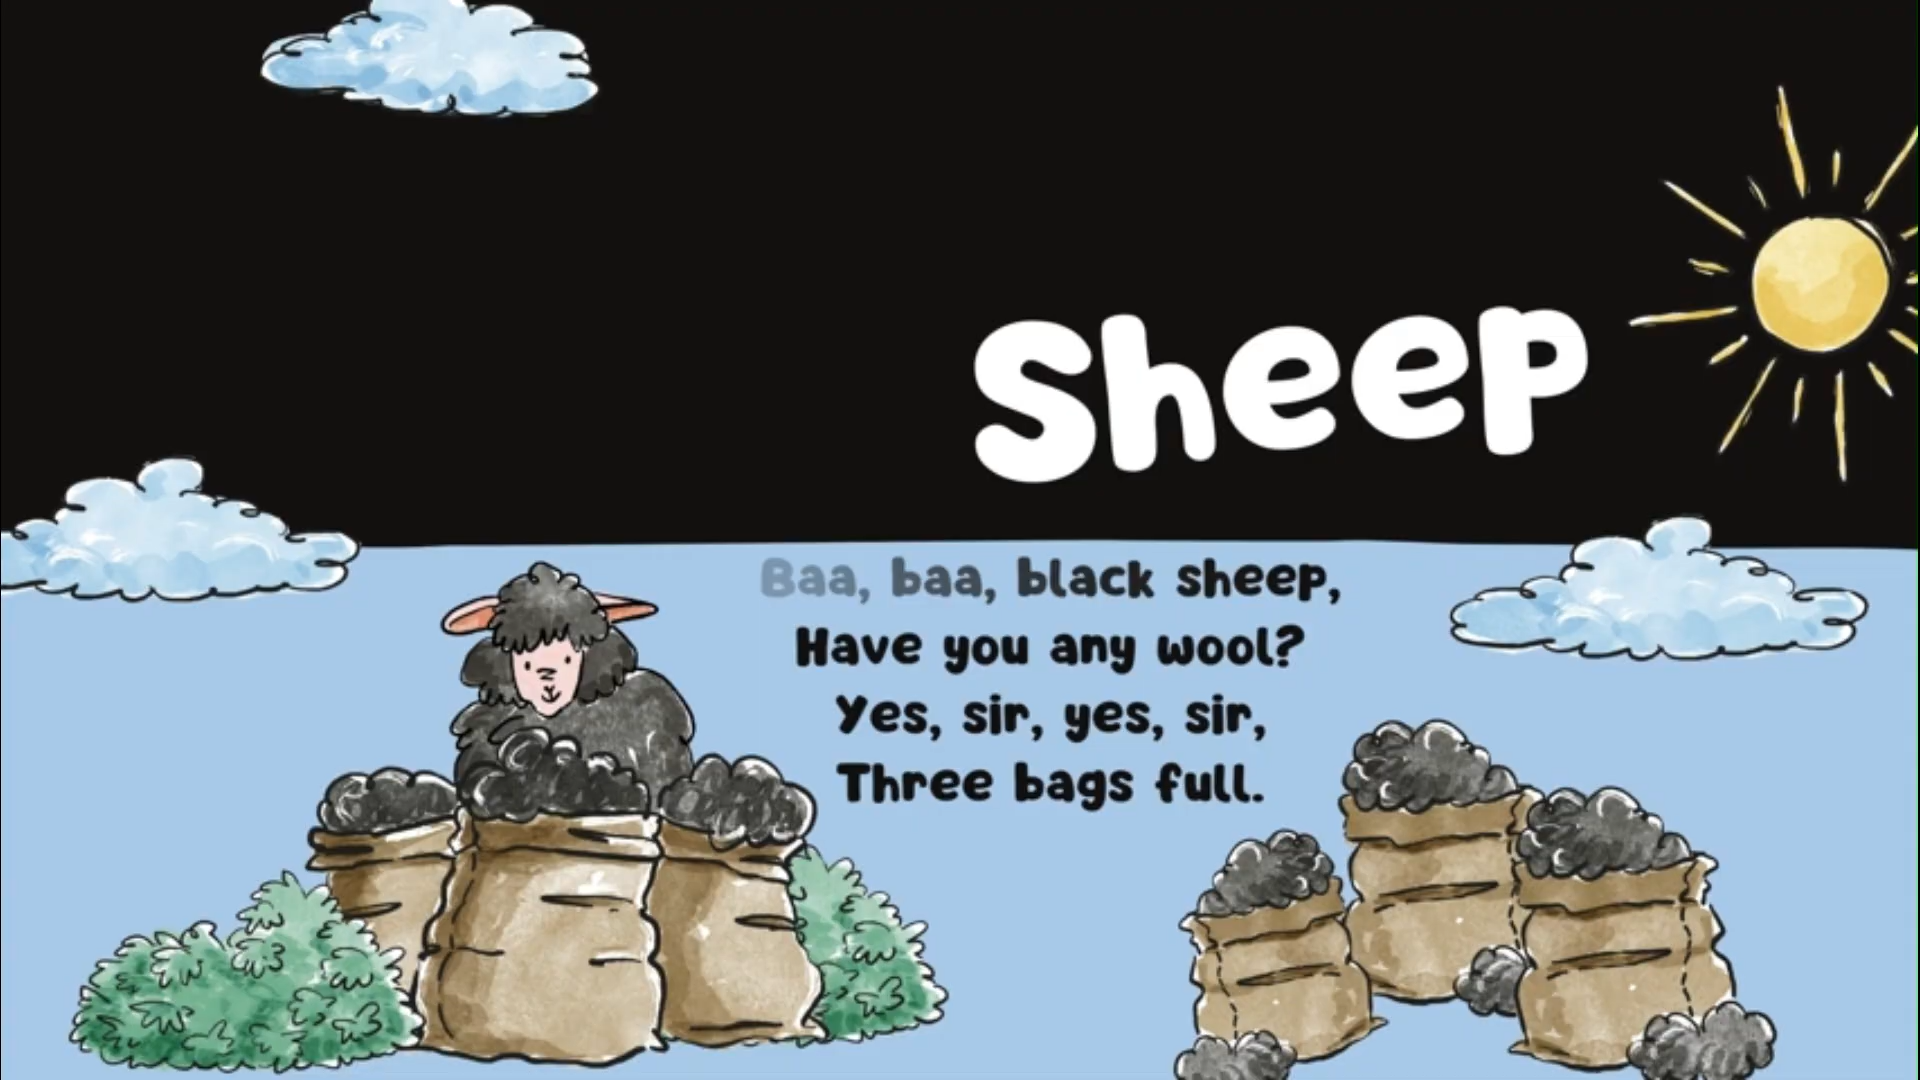 Sheep
Baa, baa, black sheep,
Have you any wool?
Yes, sir, yes, sir,
Three bags full.